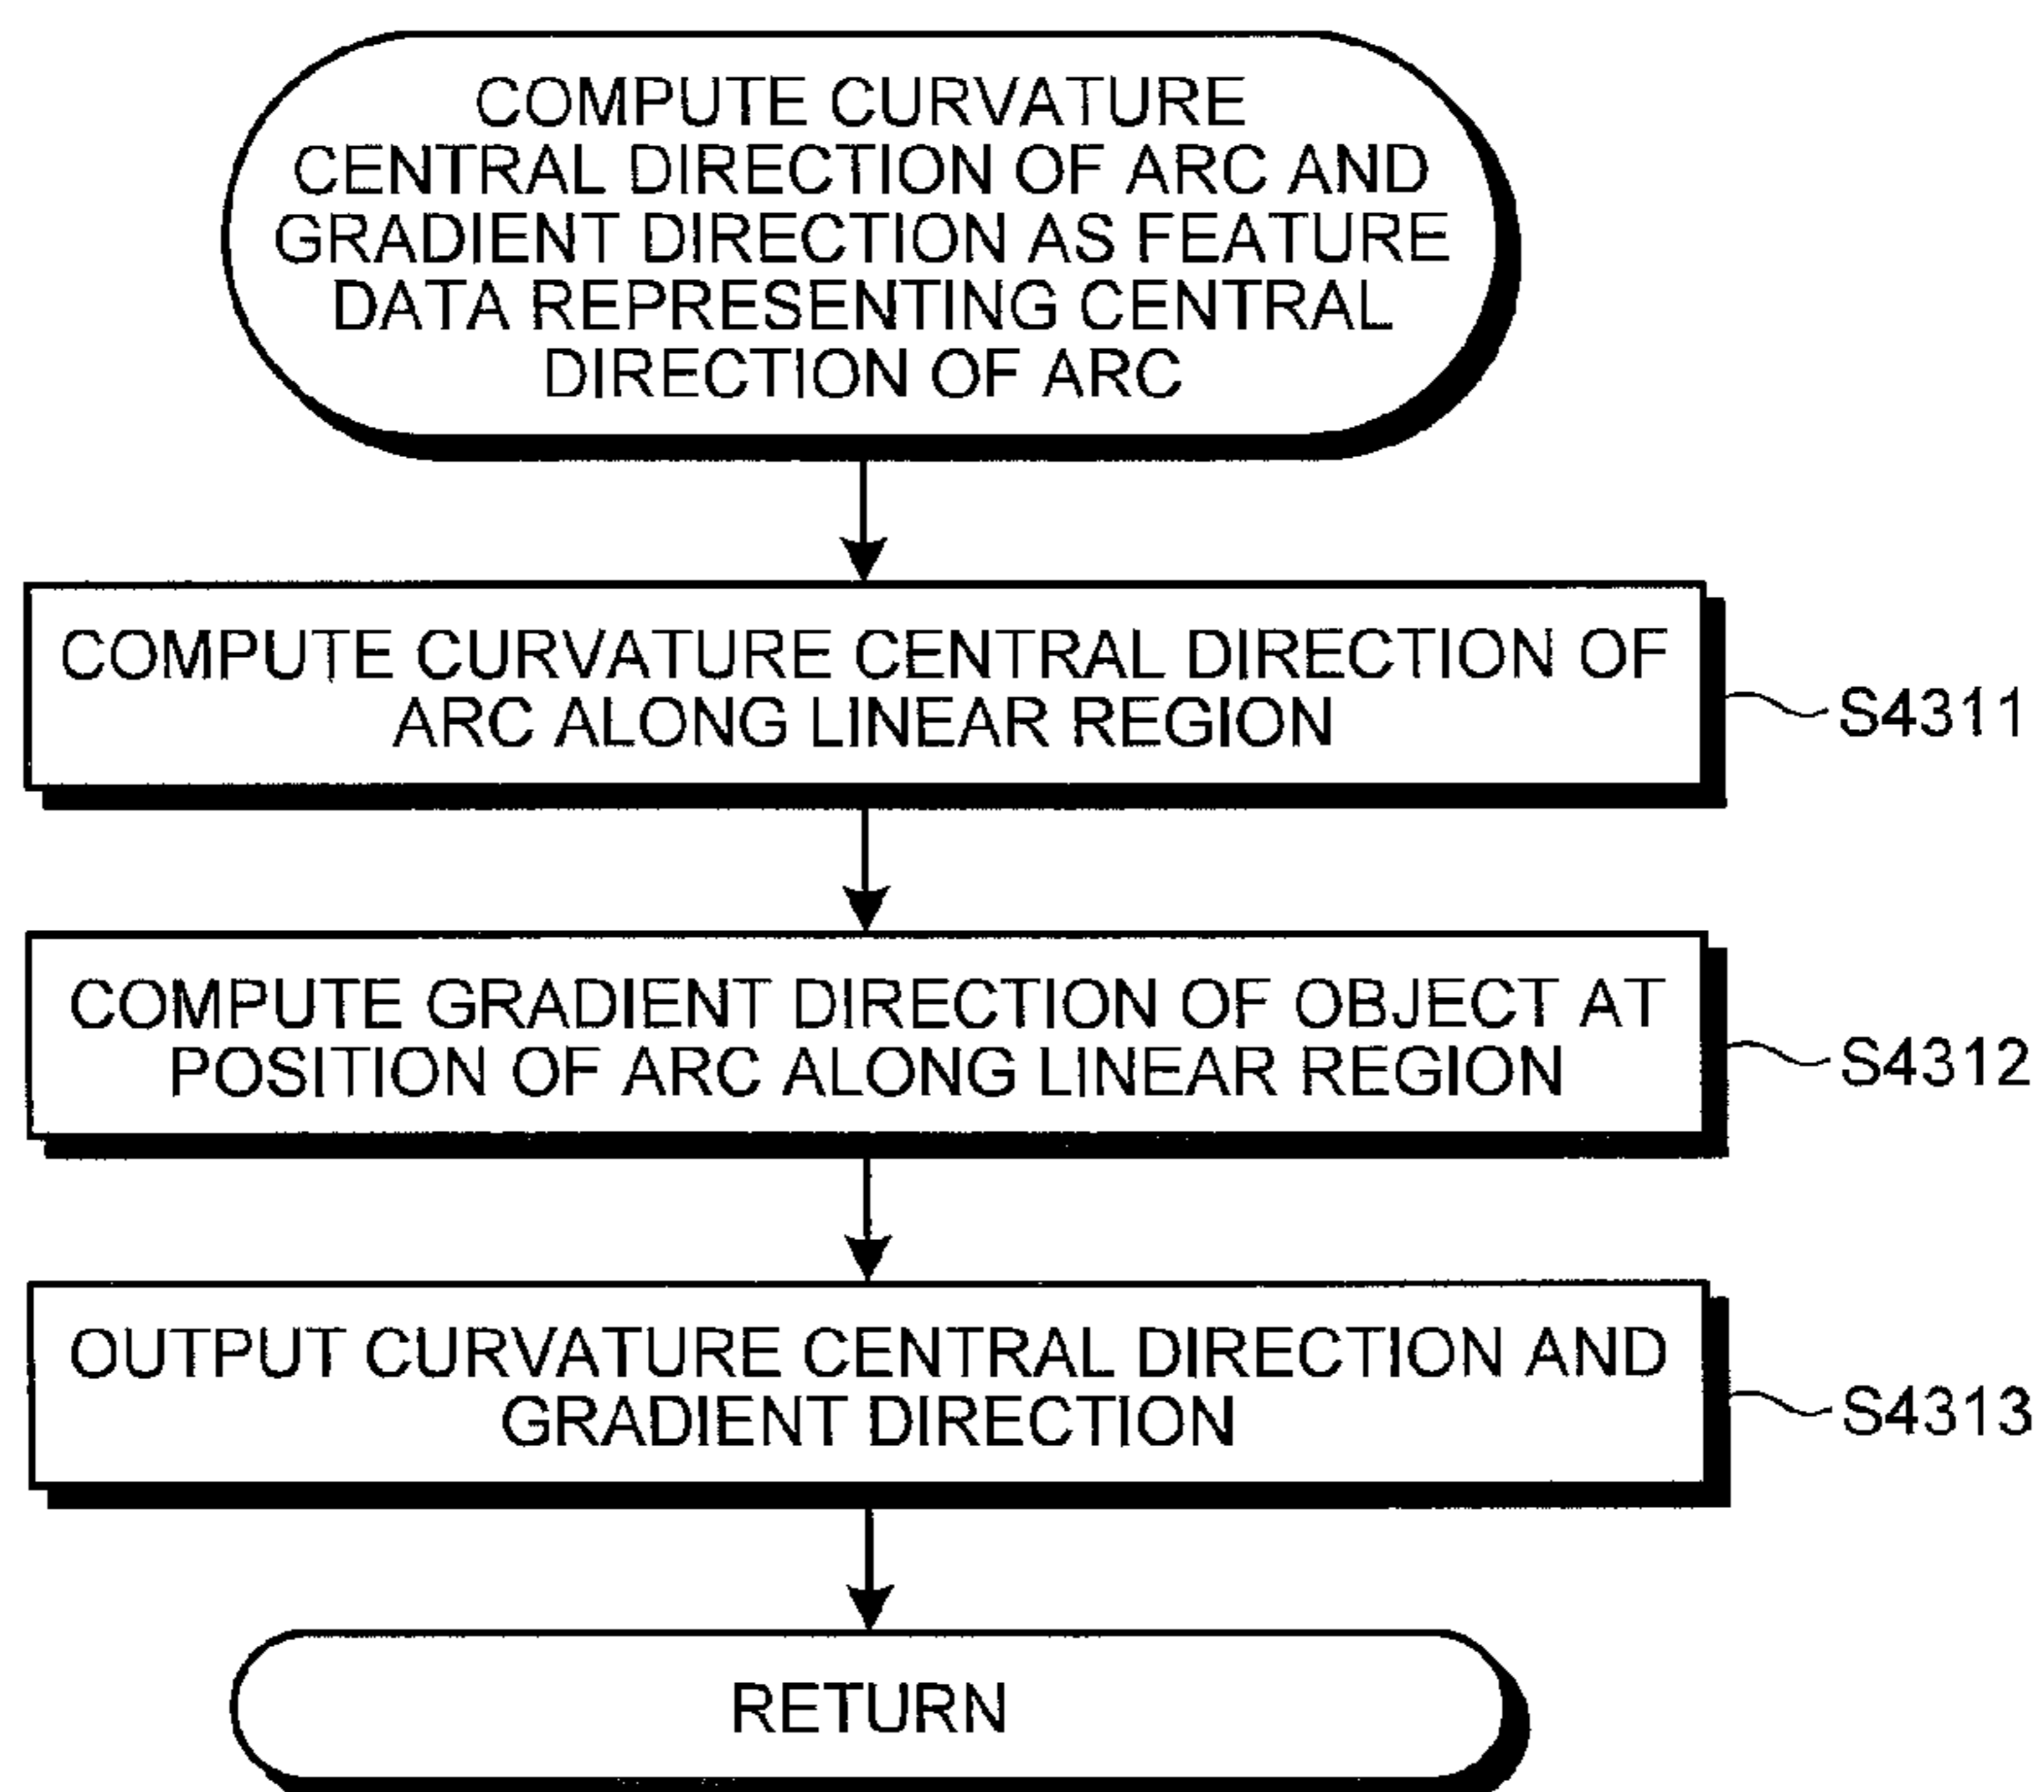 COMPUTE CURVATURE
CENTRAL DIRECTION OF ARC AND
GRADIENT DIRECTION AS FEATURE
DATA REPRESENTING CENTRAL
DIRECTION OF ARC
COMPUTE CURVATURE CENTRAL DIRECTION OF
ARC ALONG LINEAR REGION
S4311
COMPUTE GRADIENT DIRECTION OF OBJECT AT
POSITION OF ARC ALONG LINEAR REGION
S4312
OUTPUT CURVATURE CENTRAL DIRECTION AND
GRADIENT DIRECTION
S4313
RETURN